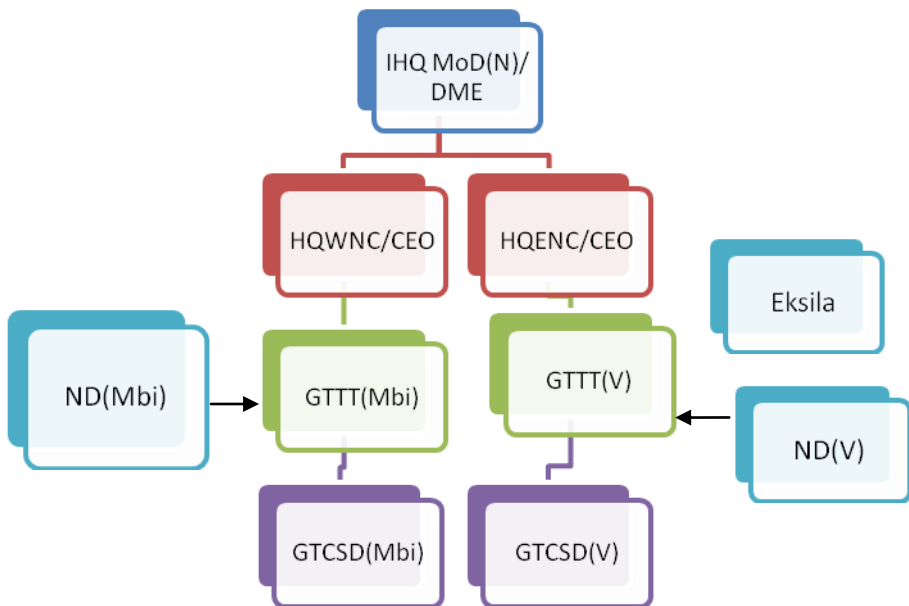 IHQ MoD(N)/
DME
HQWNC/CEO
HQENC/CEO
Eksila
ND(Mbi)
GTTT(Mbi)
GTTT(V)
ND(V)
GTCSD(Mbi)
GTCSD(V)